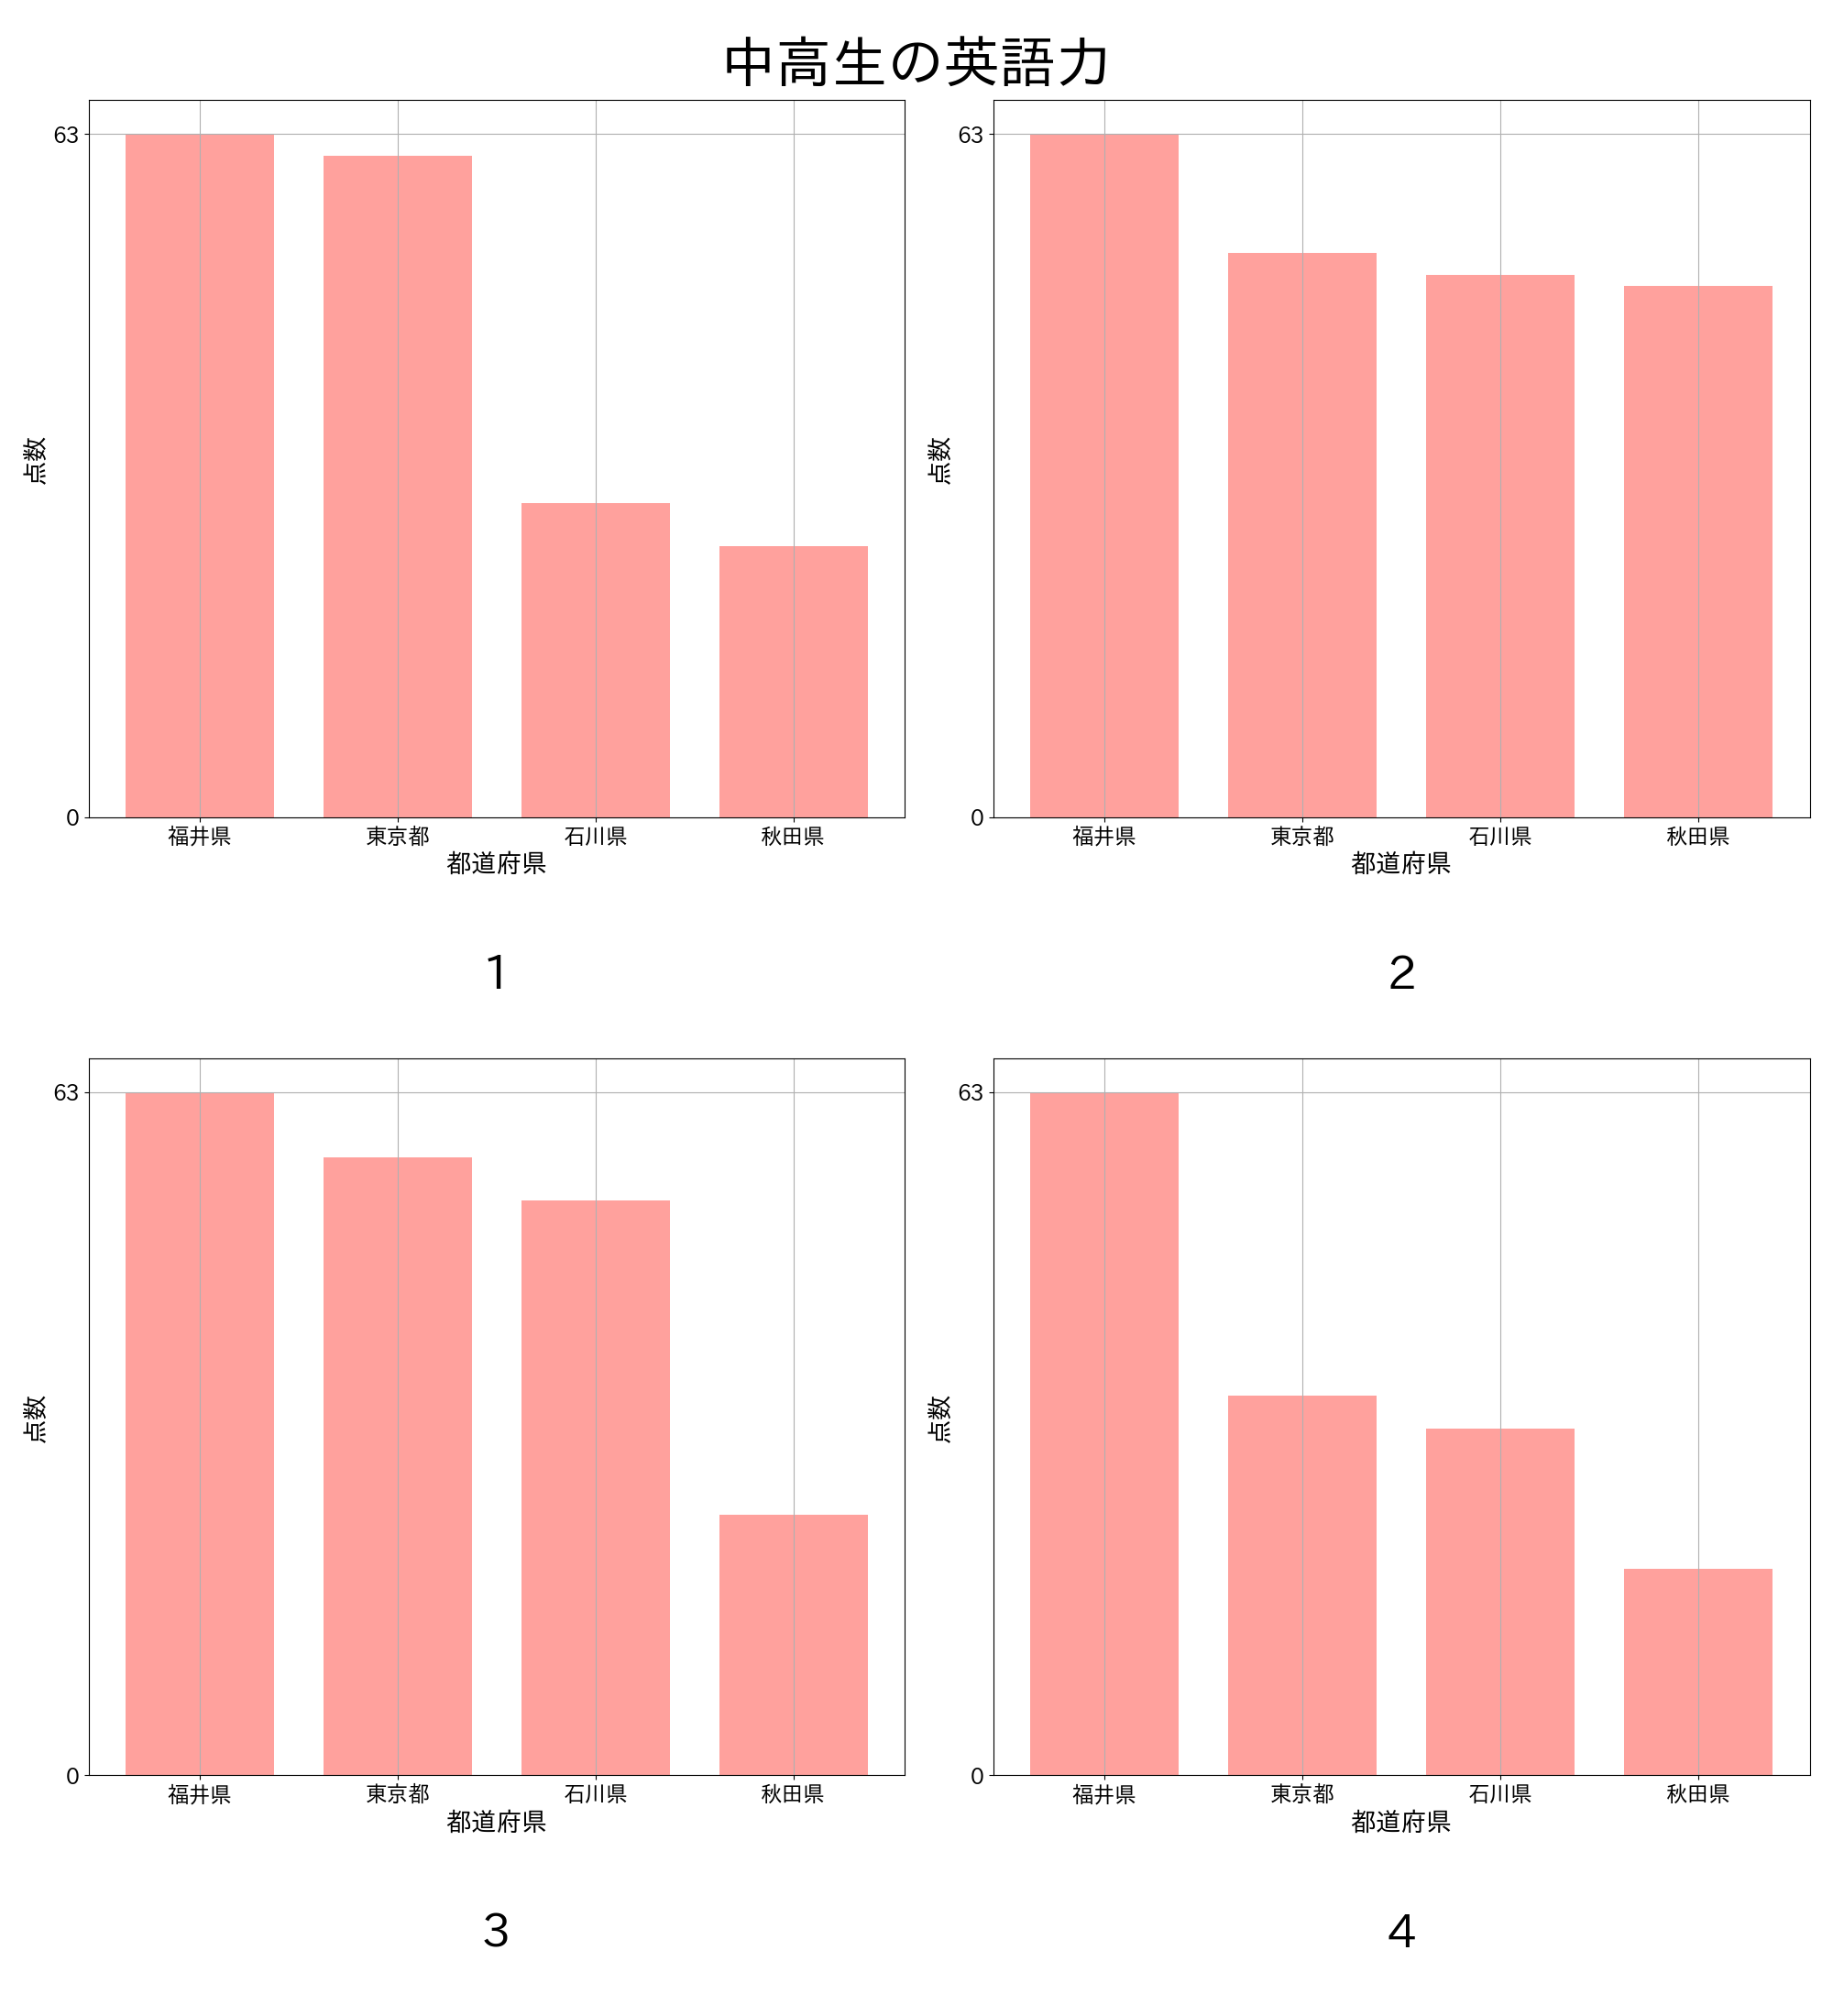 中高生の英語力
63
0
点数
福井県 東京都 石川県 秋田県
都道府県
1
63
0
点数
福井県 東京都 石川県 秋田県
都道府県
2
63
0
点数
福井県 東京都 石川県 秋田県
都道府県
3
63
0
点数
福井県 東京都 石川県 秋田県
都道府県
4